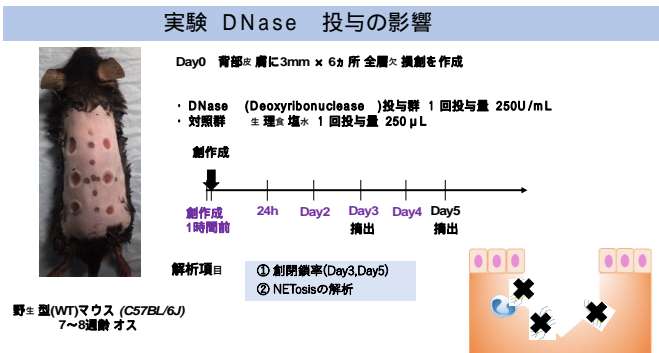 実験 DNase 投与の影響
Day0 背部皮膚に3mm × 6ヵ所 全層欠損創を作成
・ DNase (Deoxyribonuclease )投与群 1 回投与量 250U/mL
・ 対照群 生理食塩水 1 回投与量 250μL
創作成
創作成
1時間前
24h
Day2
Day3
摘出
Day4
Day5
摘出
解析項目
① 創閉鎖率(Day3,Day5)
② NETosisの解析
野生型(WT)マウス (C57BL/6J)
7〜8週齢 オス